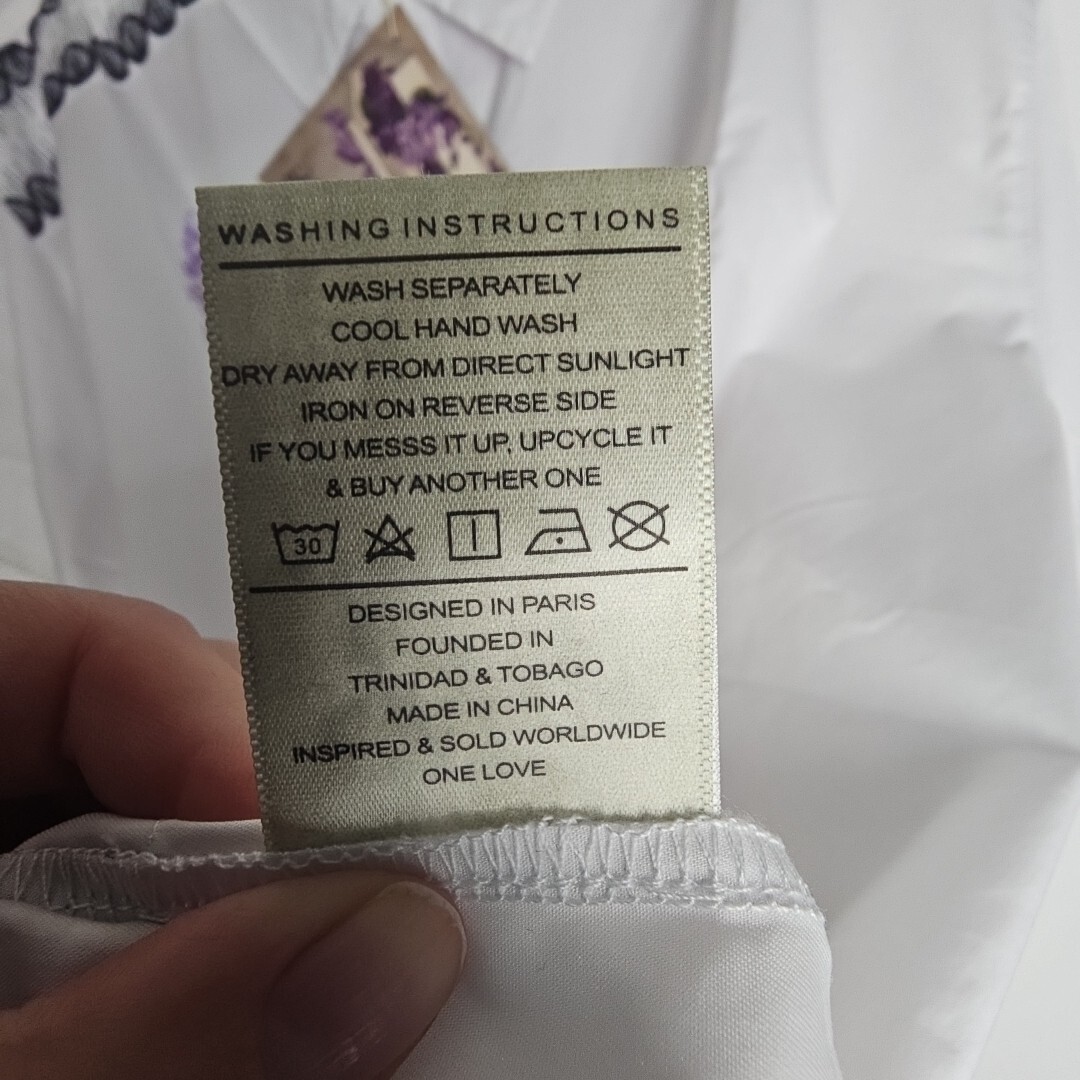 WASHING INSTRUCTIONS
WASH SEPARATELY
COOL HAND WASH
DRY AWAY FROM DIRECT SUNLIGHT
IRON ON REVERSE SIDE
IF YOU MESSS IT UP, UPCYCLE IT
& BUY ANOTHER ONE
30
DESIGNED IN PARIS
FOUNDED IN
TRINIDAD & TOBAGO
MADE IN CHINA
INSPIRED & SOLD WORLDWIDE
ONE LOVE